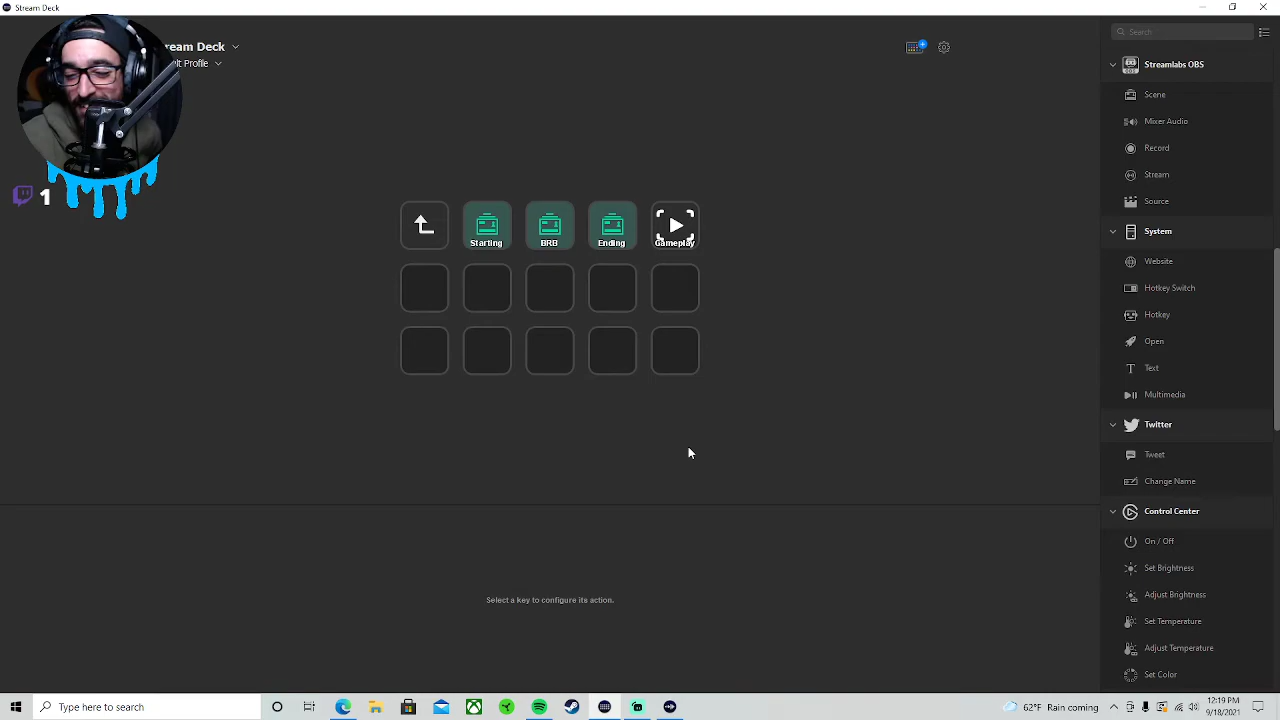 Stream Deck
ream Deck
lt Profile
1
Starting
BRB
Ending
Gameplay
Select a key to configure its action.
Search
Streamlabs OBS
Scene
Mixer Audio
Record
Stream
Source
System
Website
Hotkey Switch
Hotkey
Open
Text
Multimedia
Twitter
Tweet
Change Name
Control Center
On / Off
Set Brightness
Adjust Brightness
Set Temperature
Adjust Temperature
Set Color
Type here to search
62°F Rain coming
12:19 PM
9/18/2021